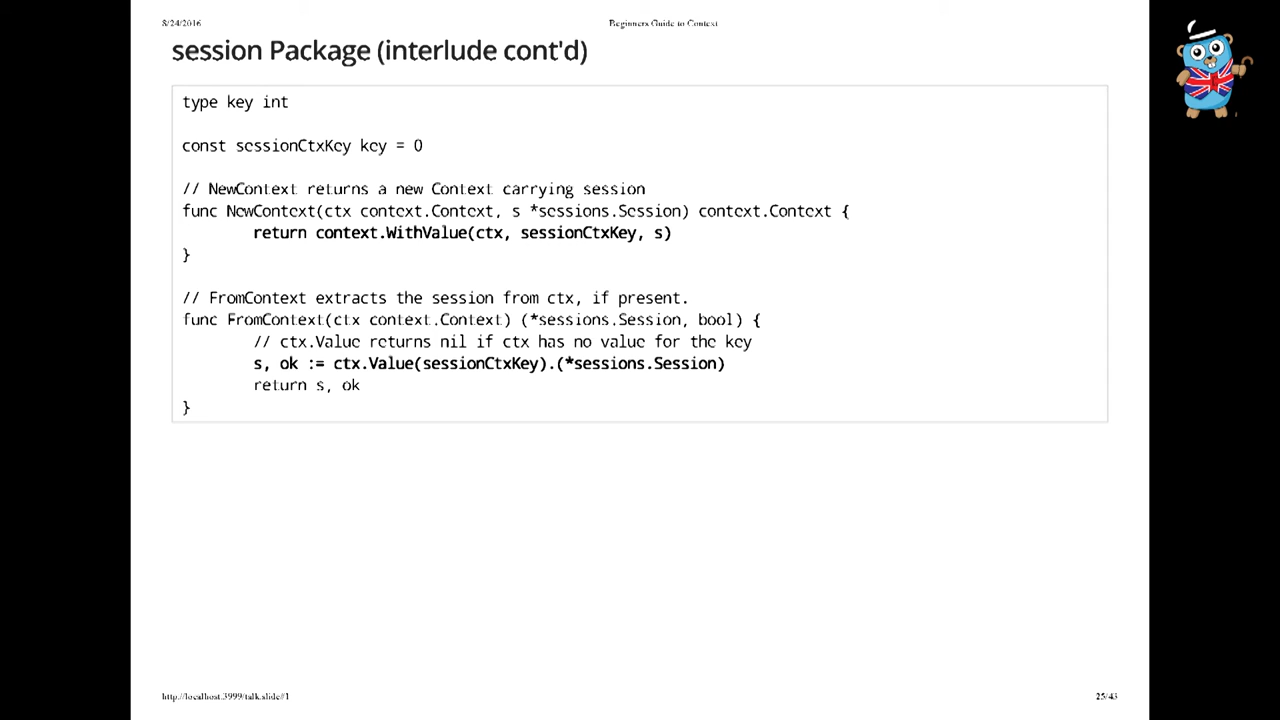 8/24/2016
Beginners Guide to Context
session Package (interlude cont'd)
type key int
const sessionCtxKey key = 0
// NewContext returns a new Context carrying session
func NewContext(ctx context.Context, s *sessions.Session) context.Context {
        return context.WithValue(ctx, sessionCtxKey, s)
}
// FromContext extracts the session from ctx, if present.
func FromContext(ctx context.Context) (*sessions.Session, bool) {
        // ctx.Value returns nil if ctx has no value for the key
        s, ok := ctx.Value(sessionCtxKey).(*sessions.Session)
        return s, ok
}
http://localhost:3999/talk.slide#1
25/43